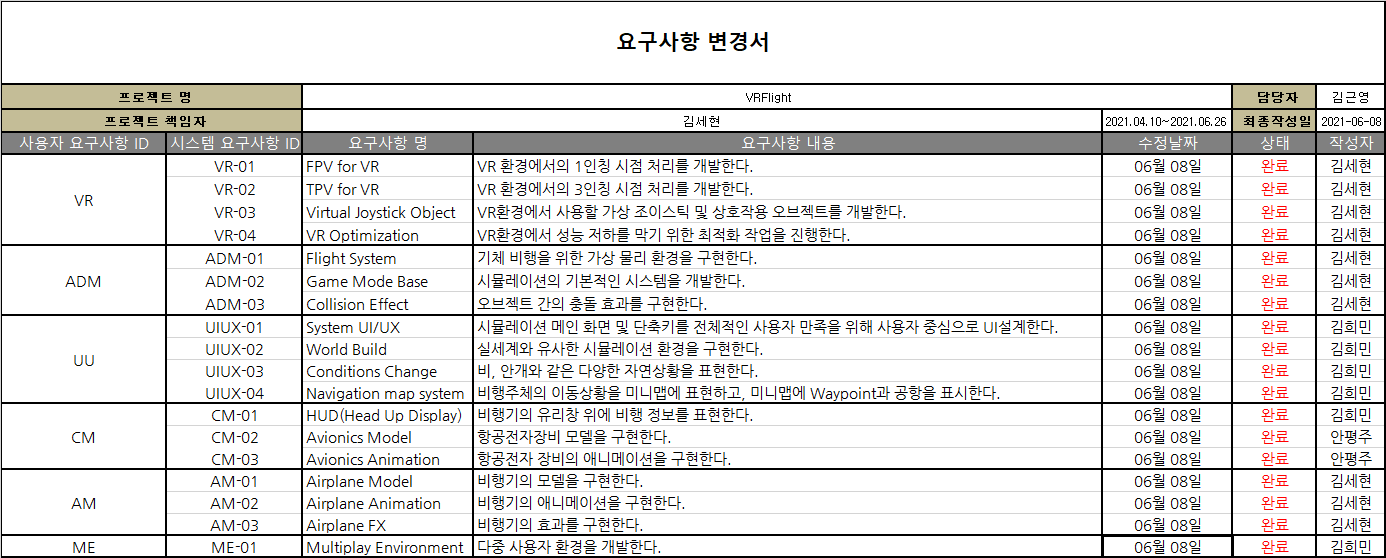 요구사항 변경서
프로젝트 명 VRFlight 담당자 김근영
프로젝트 책임자 김세현 2021.04.10~2021.06.26 최종작성일 2021-06-08
사용자 요구사항 ID 시스템 요구사항 ID 요구사항 명 요구사항 내용 수정날짜 상태 작성자
VR VR-01 FPV for VR VR 환경에서의 1인칭 시점 처리를 개발한다. 06월 08일 완료 김세현
VR-02 TPV for VR VR 환경에서의 3인칭 시점 처리를 개발한다. 06월 08일 완료 김세현
VR-03 Virtual Joystick Object VR환경에서 사용할 가상 조이스틱 및 상호작용 오브젝트를 개발한다. 06월 08일 완료 김세현
VR-04 VR Optimization VR환경에서 성능 저하를 막기 위한 최적화 작업을 진행한다. 06월 08일 완료 김세현
ADM ADM-01 Flight System 기체 비행을 위한 가상 물리 환경을 구현한다. 06월 08일 완료 김세현
ADM-02 Game Mode Base 시뮬레이션의 기본적인 시스템을 개발한다. 06월 08일 완료 김세현
ADM-03 Collision Effect 오브젝트 간의 충돌 효과를 구현한다. 06월 08일 완료 김세현
UU UIUX-01 System UI/UX 시뮬레이션 메인 화면 및 단축키를 전체적인 사용자 만족을 위해 사용자 중심으로 UI설계한다. 06월 08일 완료 김희민
UIUX-02 World Build 실세계와 유사한 시뮬레이션 환경을 구현한다. 06월 08일 완료 김희민
UIUX-03 Conditions Change 비, 안개와 같은 다양한 자연상황을 표현한다. 06월 08일 완료 김희민
UIUX-04 Navigation map system 비행주체의 이동상황을 미니맵에 표현하고, 미니맵에 Waypoint과 공항을 표시한다. 06월 08일 완료 김희민
CM CM-01 HUD(Head Up Display) 비행기의 유리창 위에 비행 정보를 표현한다. 06월 08일 완료 김희민
CM-02 Avionics Model 항공전자장비 모델을 구현한다. 06월 08일 완료 안평주
CM-03 Avionics Animation 항공전자 장비의 애니메이션을 구현한다. 06월 08일 완료 안평주
AM AM-01 Airplane Model 비행기의 모델을 구현한다. 06월 08일 완료 김세현
AM-02 Airplane Animation 비행기의 애니메이션을 구현한다. 06월 08일 완료 김세현
AM-03 Airplane FX 비행기의 효과를 구현한다. 06월 08일 완료 김세현
ME ME-01 Multiplay Environment 다중 사용자 환경을 개발한다. 06월 08일 완료 김희민